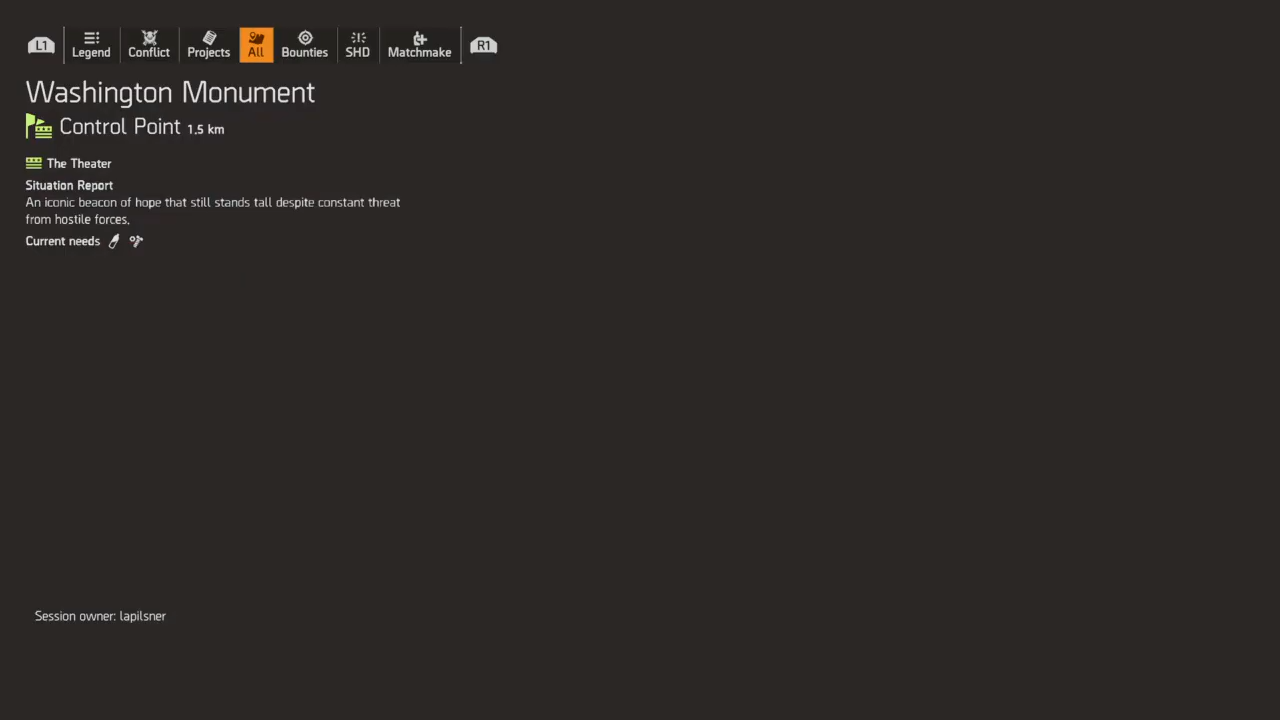 L1 Legend Conflict Projects All Bounties SHD Matchmake R1
Washington Monument
Control Point 1.5 km
The Theater
Situation Report
An iconic beacon of hope that still stands tall despite constant threat
from hostile forces.
Current needs
Session owner: lapilsner